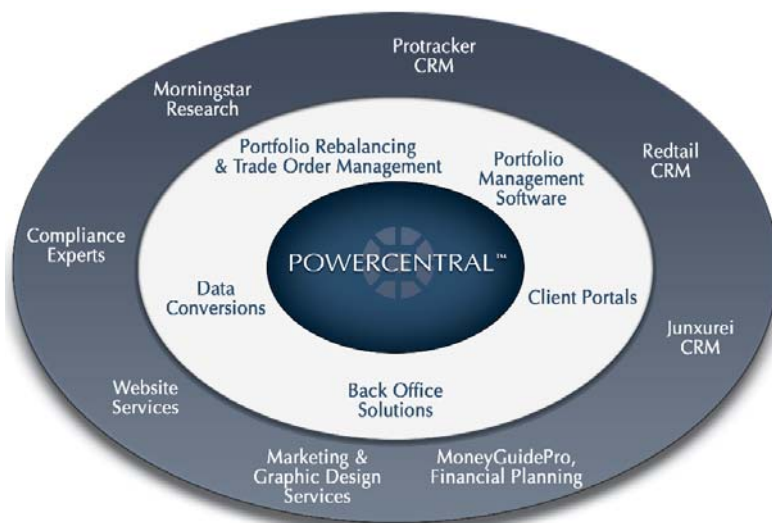 Protracker
CRM
Morningstar
Research
Redtail
CRM
Compliance
Experts
Junxurei
CRM
Website
Services
Marketing &
Graphic Design
Services
MoneyGuidePro,
Financial Planning
Portfolio Rebalancing
& Trade Order Management
Portfolio
Management
Software
Data
Conversions
Client Portals
Back Office
Solutions
POWERCENTRAL™